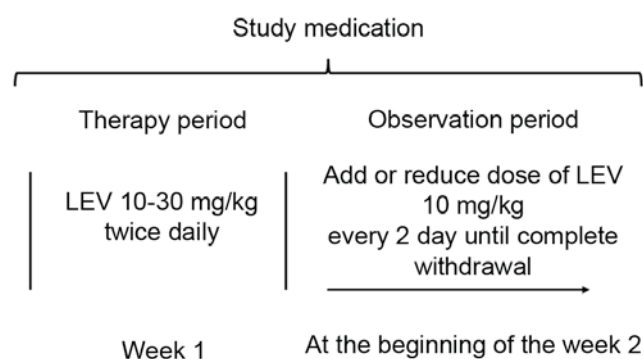 Study medication
Therapy period
Observation period
LEV 10-30 mg/kg
twice daily
Add or reduce dose of LEV
10 mg/kg
every 2 day until complete
withdrawal
Week 1
At the beginning of the week 2